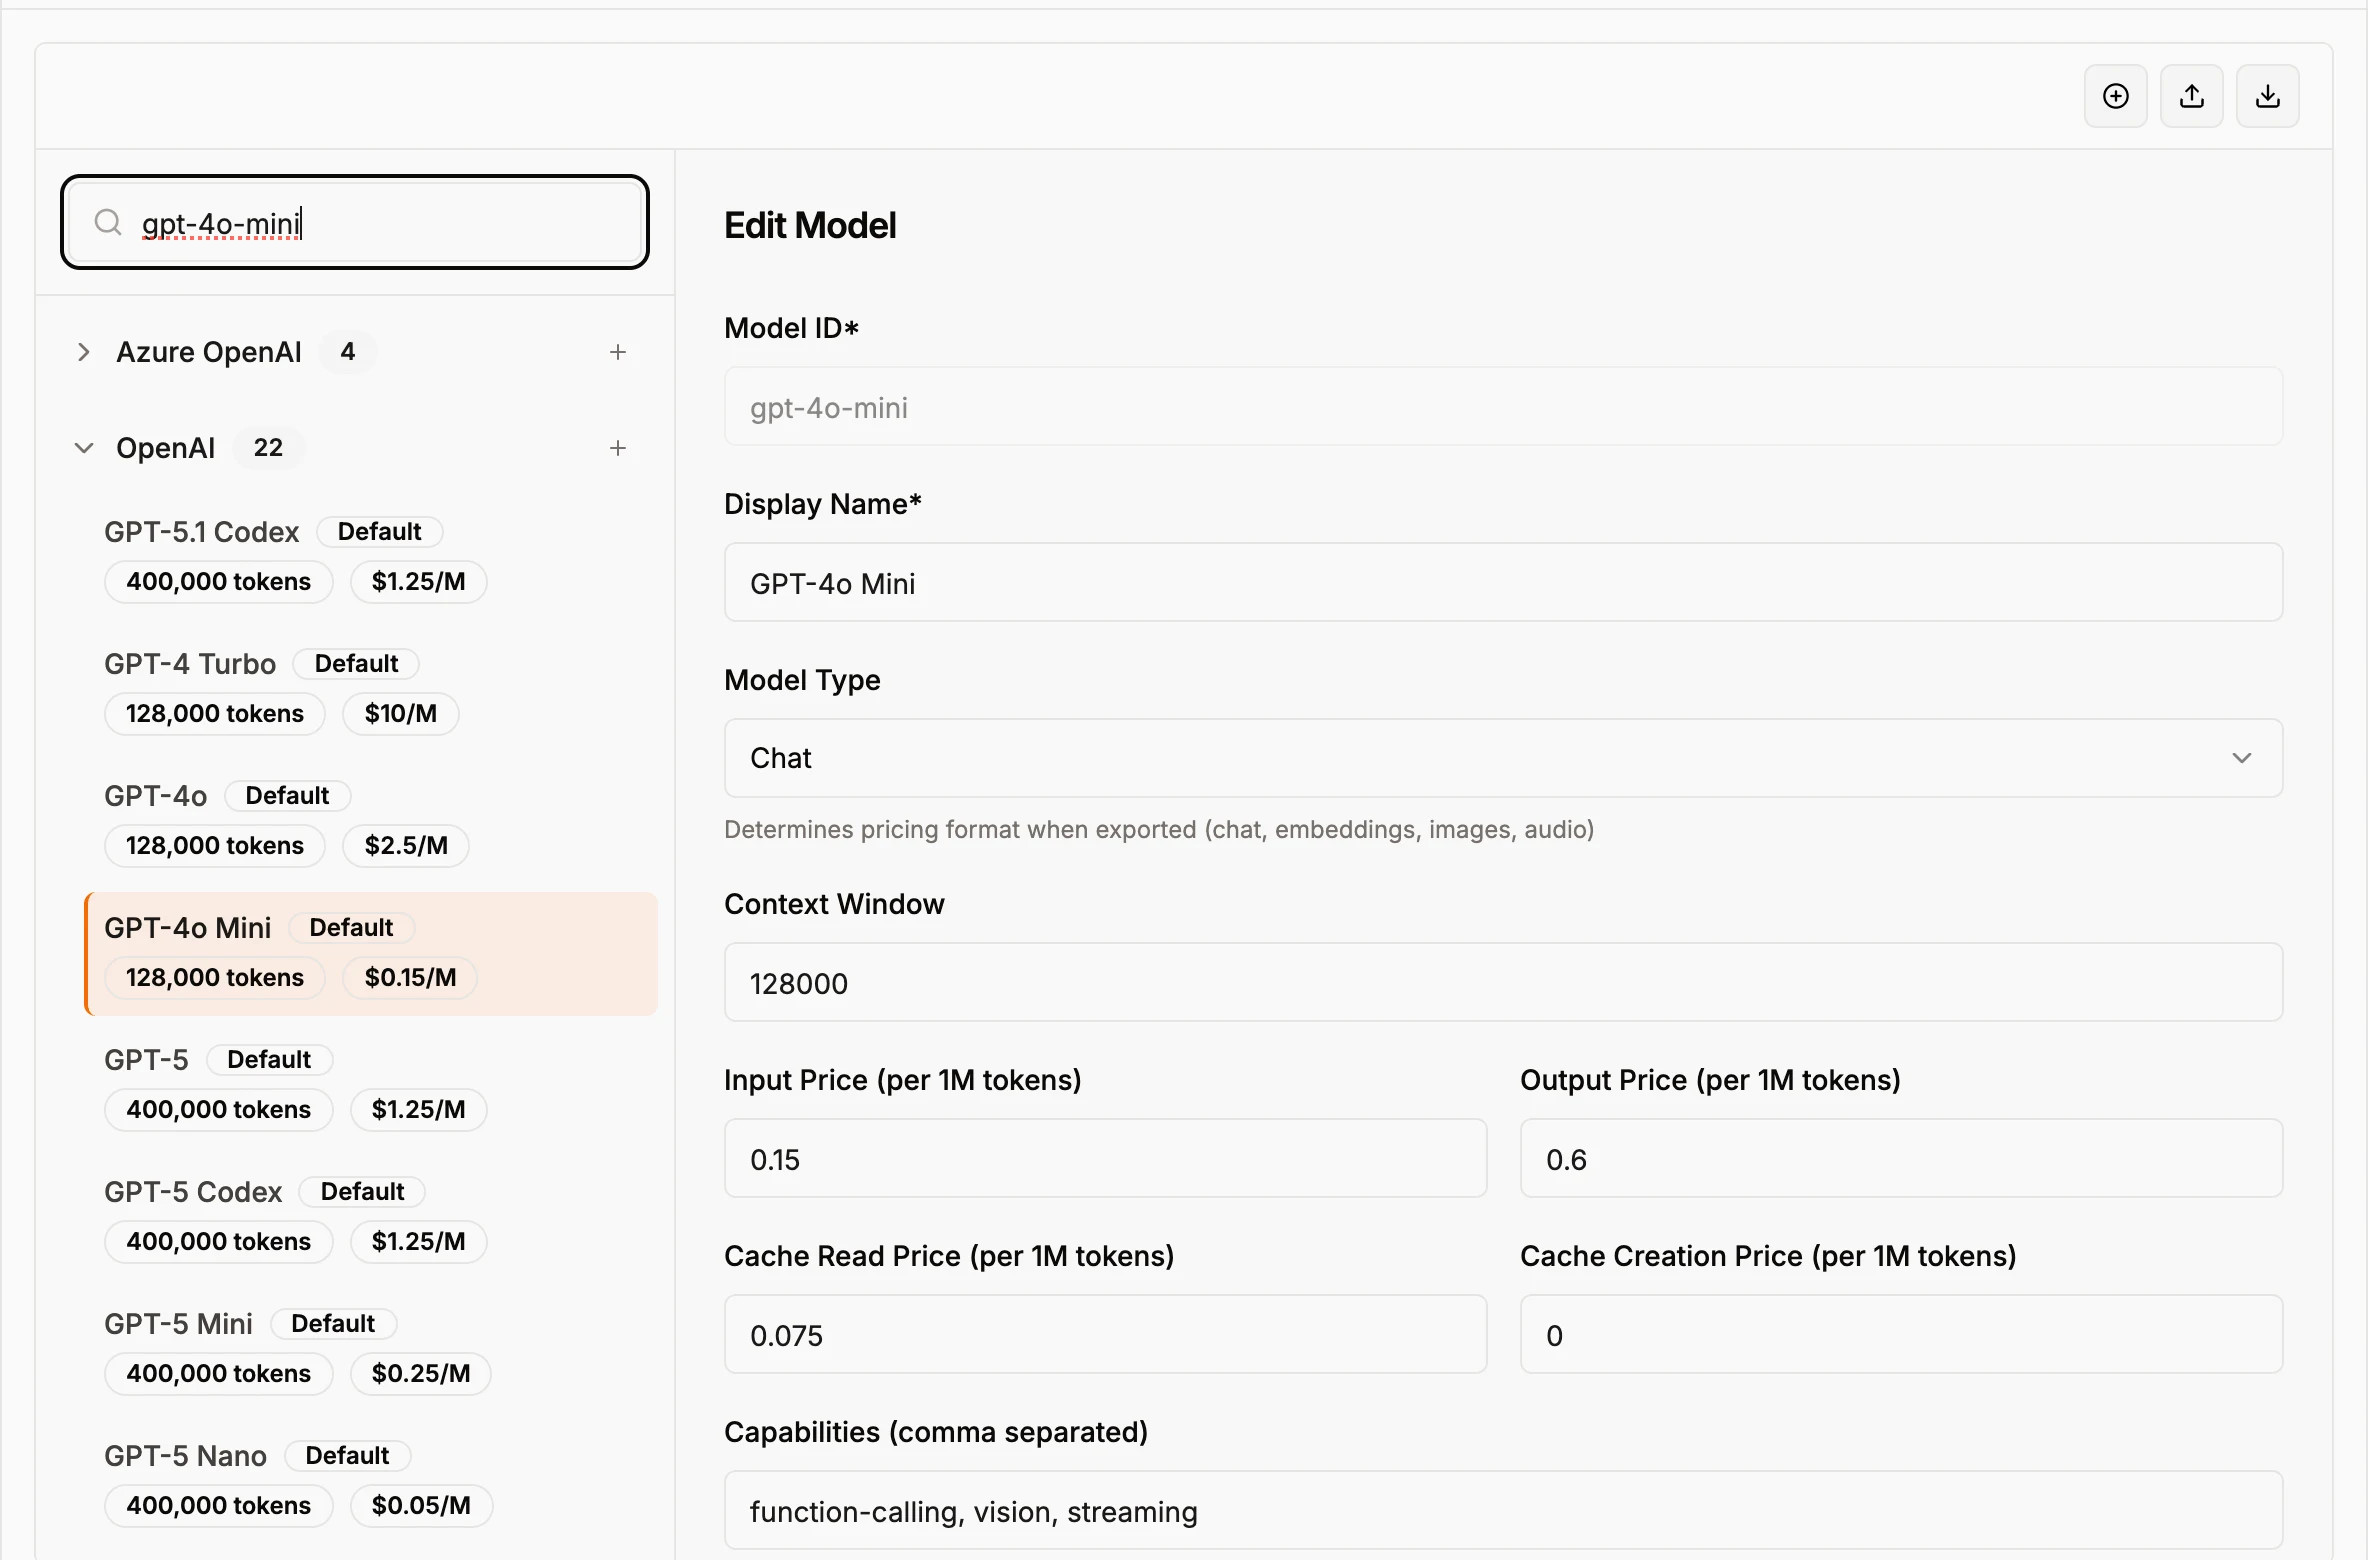 gpt-4o-mini
Azure OpenAI 4
OpenAI 22
GPT-5.1 Codex Default
400,000 tokens $1.25/M
GPT-4 Turbo Default
128,000 tokens $10/M
GPT-4o Default
128,000 tokens $2.5/M
GPT-4o Mini Default
128,000 tokens $0.15/M
GPT-5 Default
400,000 tokens $1.25/M
GPT-5 Codex Default
400,000 tokens $1.25/M
GPT-5 Mini Default
400,000 tokens $0.25/M
GPT-5 Nano Default
400,000 tokens $0.05/M
Edit Model
Model ID*
gpt-4o-mini
Display Name*
GPT-4o Mini
Model Type
Chat
Determines pricing format when exported (chat, embeddings, images, audio)
Context Window
128000
Input Price (per 1M tokens) Output Price (per 1M tokens)
0.15 0.6
Cache Read Price (per 1M tokens) Cache Creation Price (per 1M tokens)
0.075 0
Capabilities (comma separated)
function-calling, vision, streaming